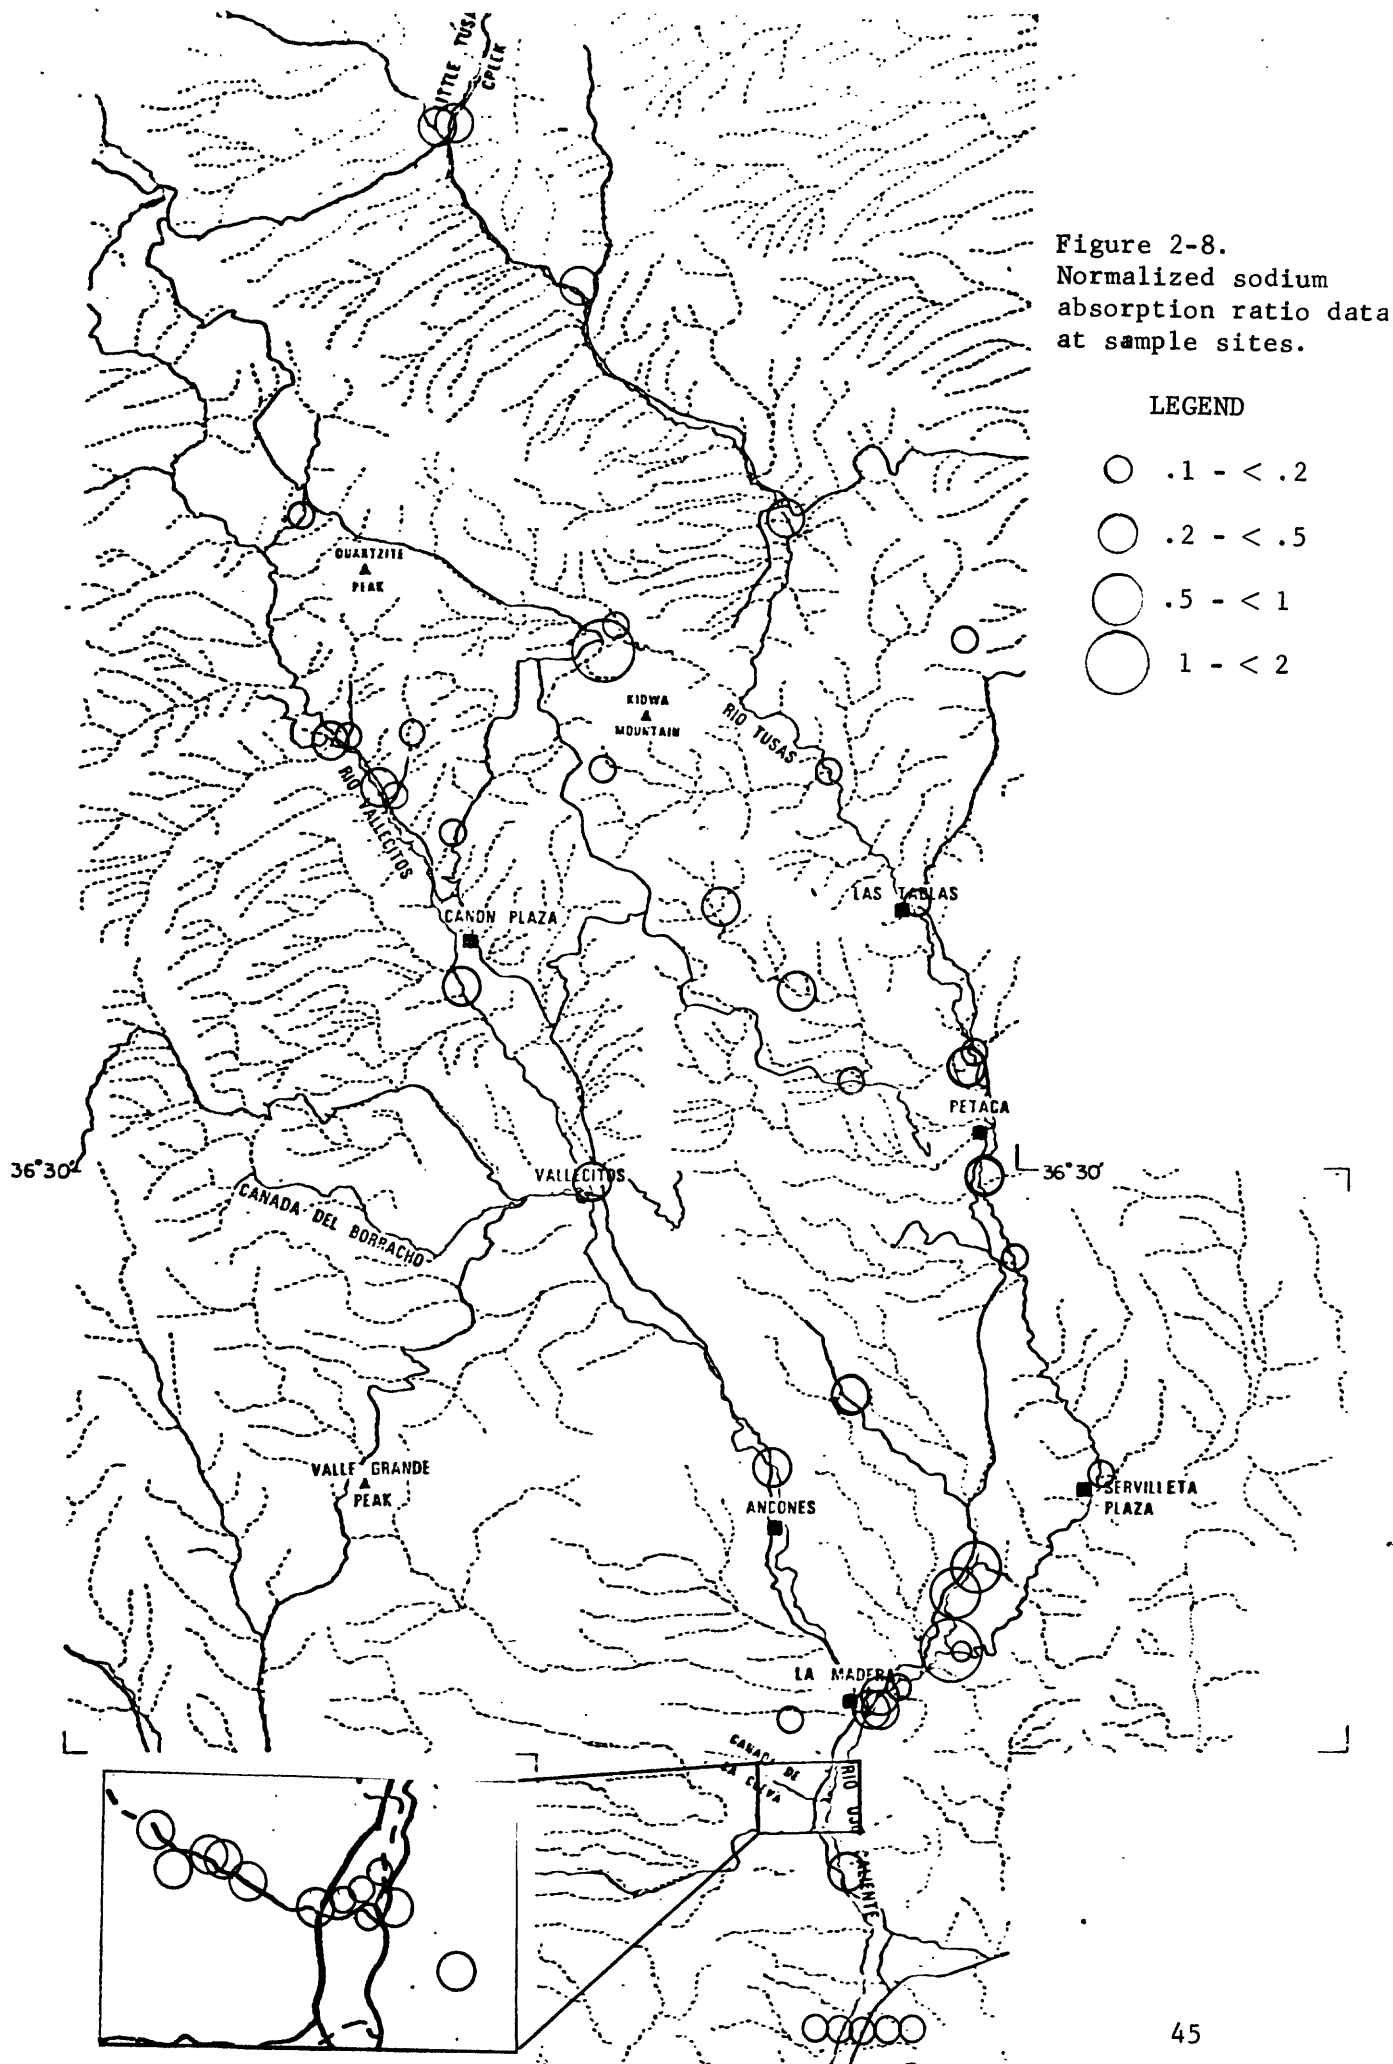 LITTLE TUSA
CPLEK
Figure 2-8.
Normalized sodium
absorption ratio data
at sample sites.
LEGEND
.1 - < .2
.2 - < .5
.5 - < 1
1 - < 2
QUARTZITE
PEAK
KIOWA
MOUNTAIN
RIO TUSAS
RIO VALLECITOS
LAS TABLAS
CANON PLAZA
PETACA
36°30'
36°30'
VALLECITOS
CANADA DEL BORRACHO
VALLE GRANDE
PEAK
ANCONES
SERVILLETA
PLAZA
LA MADERA
CANADA DE
LA CUEVA
RIO OJO CALIENTE
45